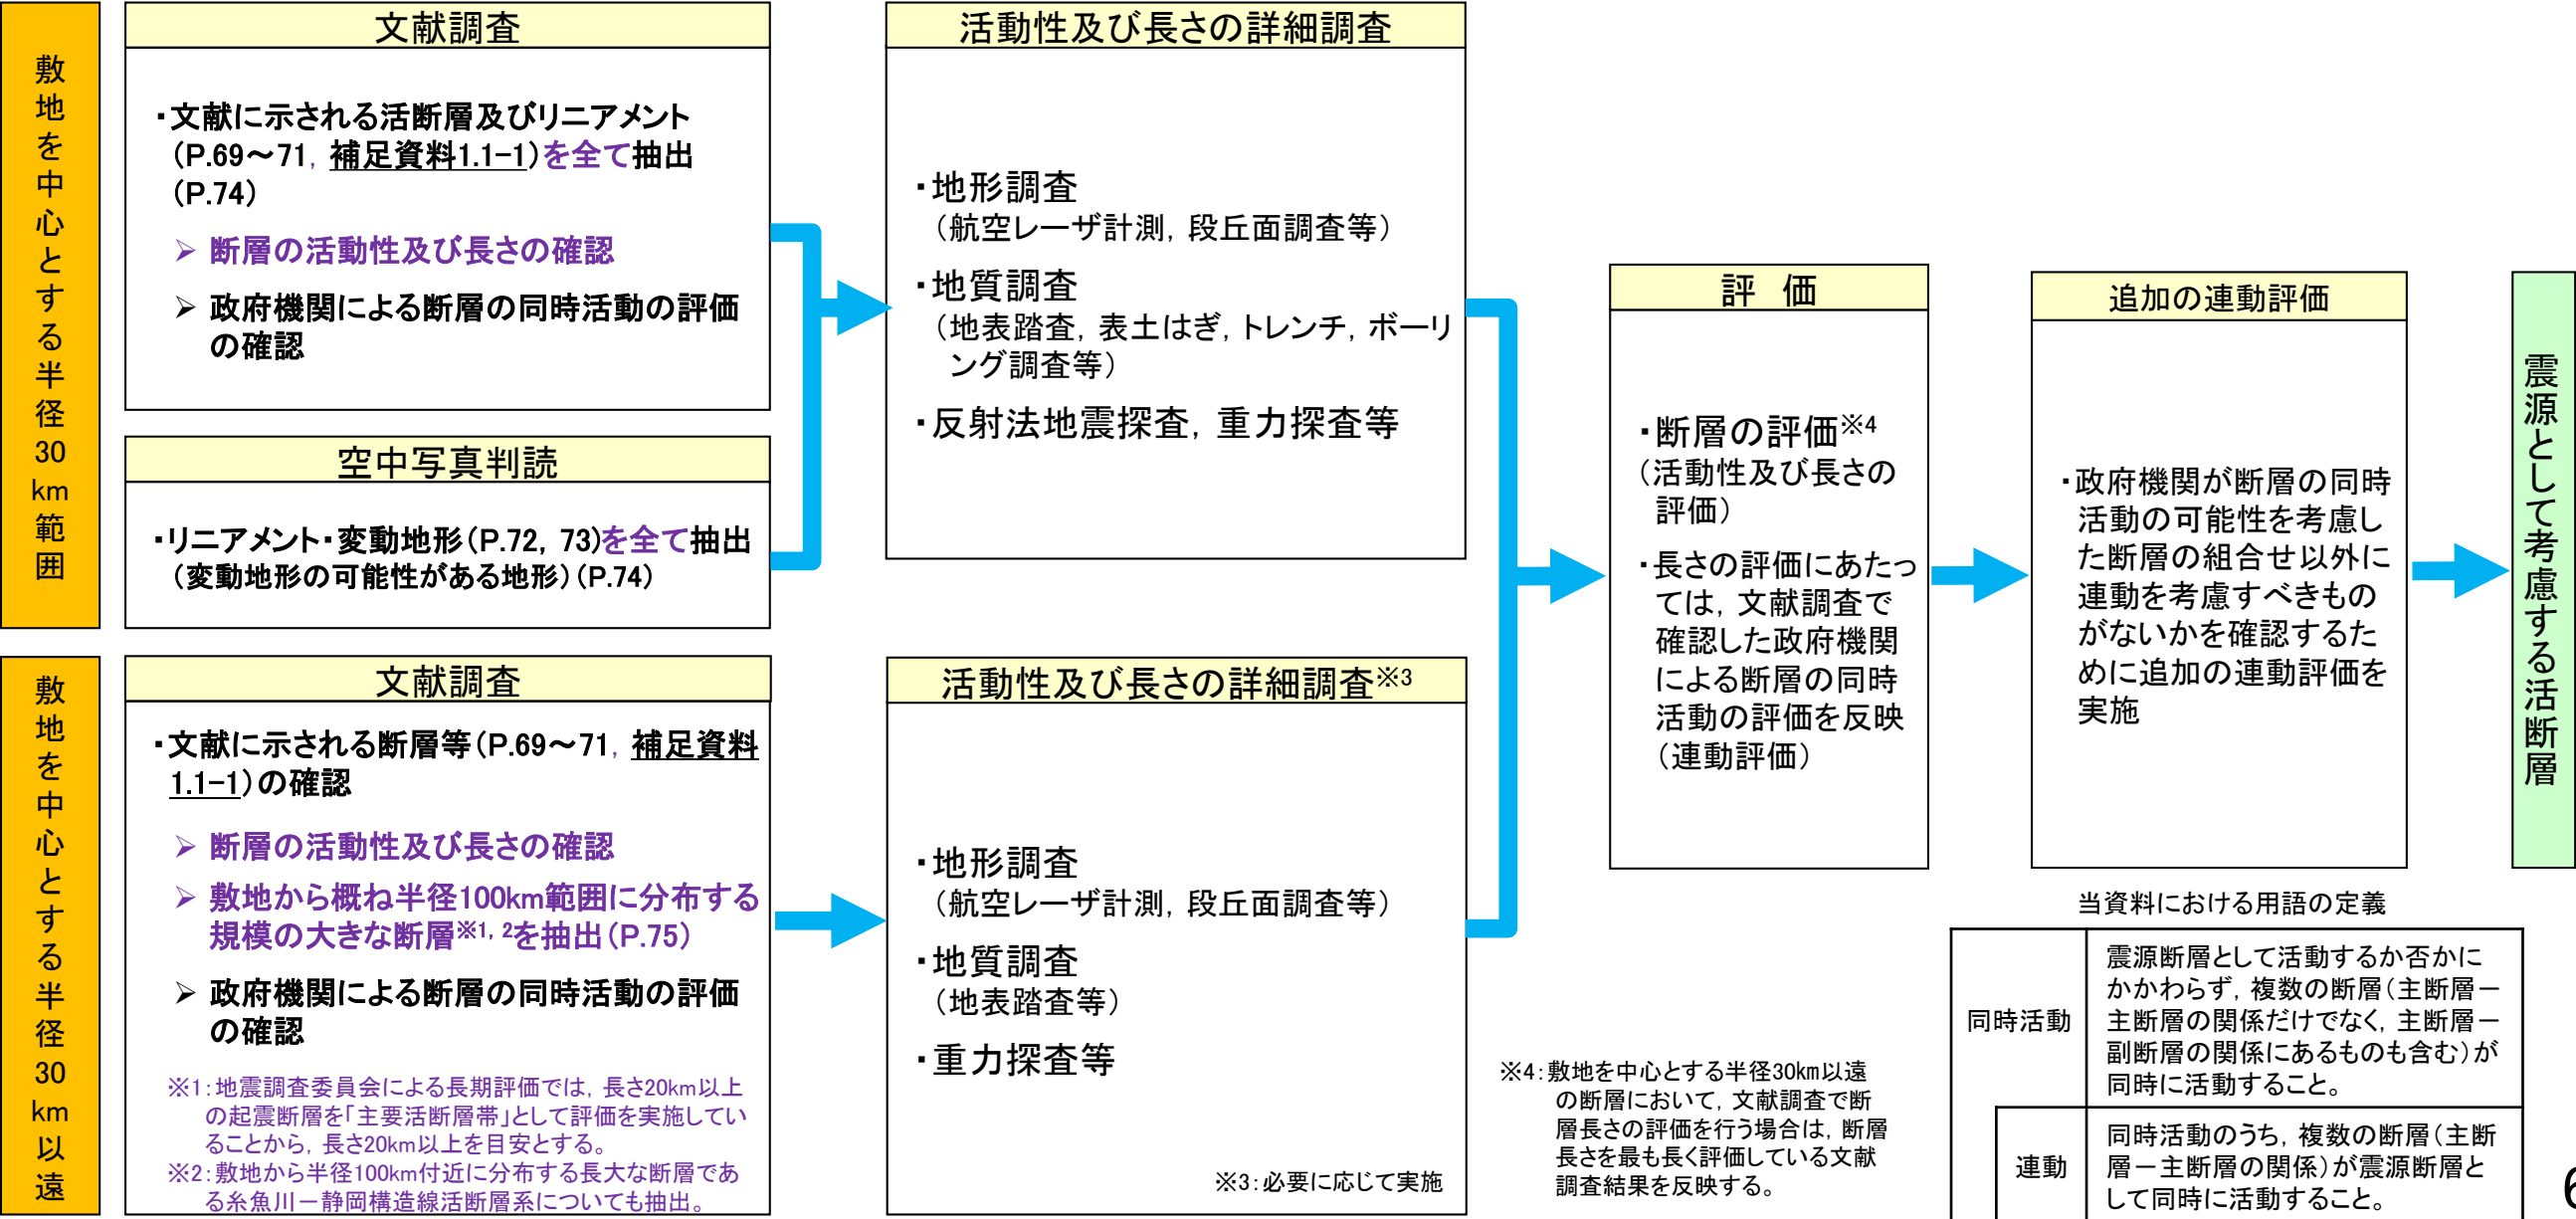 敷地を中心とする半径30km範囲
文献調査
・文献に示される活断層及びリニアメント
(P.69～71, 補足資料1.1-1)を全て抽出
(P.74)
➢ 断層の活動性及び長さの確認
➢ 政府機関による断層の同時活動の評価
の確認
空中写真判読
・リニアメント・変動地形(P.72, 73)を全て抽出
(変動地形の可能性がある地形)(P.74)
活動性及び長さの詳細調査
・地形調査
(航空レーザ計測, 段丘面調査等)
・地質調査
(地表踏査, 表土はぎ, トレンチ, ボーリ
ング調査等)
・反射法地震探査, 重力探査等
敷地を中心とする半径30km以遠
文献調査
・文献に示される断層等(P.69～71, 補足資料
1.1-1)の確認
➢ 断層の活動性及び長さの確認
➢ 敷地から概ね半径100km範囲に分布する
規模の大きな断層※1, 2を抽出(P.75)
➢ 政府機関による断層の同時活動の評価
の確認
※1:地震調査委員会による長期評価では, 長さ20km以上
の起震断層を「主要活断層帯」として評価を実施してい
ることから, 長さ20km以上を目安とする。
※2:敷地から半径100km付近に分布する長大な断層であ
る糸魚川－静岡構造線活断層系についても抽出。
活動性及び長さの詳細調査※3
・地形調査
(航空レーザ計測, 段丘面調査等)
・地質調査
(地表踏査等)
・重力探査等
※3:必要に応じて実施
評 価
・断層の評価※4
(活動性及び長さの
評価)
・長さの評価にあたっ
ては, 文献調査で
確認した政府機関
による断層の同時
活動の評価を反映
(連動評価)
追加の連動評価
・政府機関が断層の同時
活動の可能性を考慮し
た断層の組合せ以外に
連動を考慮すべきもの
がないかを確認するた
めに追加の連動評価を
実施
震源として考慮する活断層
※4:敷地を中心とする半径30km以遠
の断層において, 文献調査で断
層長さの評価を行う場合は, 断層
長さを最も長く評価している文献
調査結果を反映する。
当資料における用語の定義
同時活動
震源断層として活動するか否かに
かかわらず, 複数の断層(主断層－
主断層の関係だけでなく, 主断層－
副断層の関係にあるものも含む)が
同時に活動すること。
連動
同時活動のうち, 複数の断層(主断
層－主断層の関係)が震源断層と
して同時に活動すること。